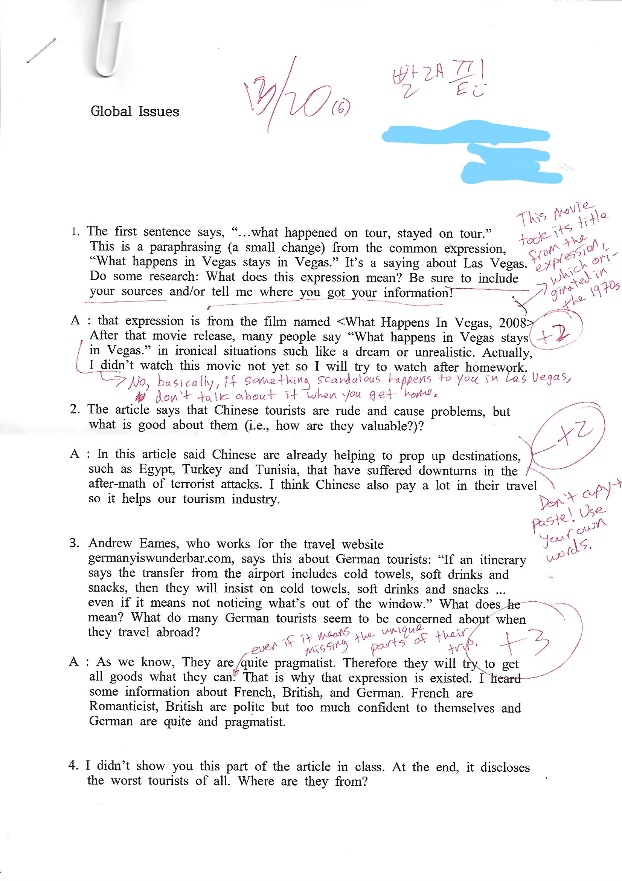 13/20 (6)
Global Issues
This movie
took its title
from the
expression,
which ori-
ginated in
the 1970s
1. The first sentence says, “…what happened on tour, stayed on tour.”
This is a paraphrasing (a small change) from the common expression,
“What happens in Vegas stays in Vegas.” It’s a saying about Las Vegas.
Do some research: What does this expression mean? Be sure to include
your sources and/or tell me where you got your information!
A : that expression is from the film named <What Happens In Vegas, 2008>
+2
After that movie release, many people say “What happens in Vegas stays
in Vegas.” in ironical situations such like a dream or unrealistic. Actually,
I didn’t watch this movie not yet so I will try to watch after homework.
No, basically, if something scandalous happens to you in Las Vegas,
don't talk about it when you get home.
2. The article says that Chinese tourists are rude and cause problems, but
what is good about them (i.e., how are they valuable?)?
+2
A : In this article said Chinese are already helping to prop up destinations,
such as Egypt, Turkey and Tunisia, that have suffered downturns in the
after-math of terrorist attacks. I think Chinese also pay a lot in their travel
so it helps our tourism industry.
Don't copy +
paste! Use
your own
words.
3. Andrew Eames, who works for the travel website
germanyiswunderbar.com, says this about German tourists: “If an itinerary
says the transfer from the airport includes cold towels, soft drinks and
snacks, then they will insist on cold towels, soft drinks and snacks ...
even if it means not noticing what’s out of the window.” What does he
mean? What do many German tourists seem to be concerned about when
they travel abroad?
even if it means
missing the unique
parts of their
trip.
+3
A : As we know, They are quite pragmatist. Therefore they will try to get
all goods what they can. That is why that expression is existed. I heard
some information about French, British, and German. French are
Romanticist, British are polite but too much confident to themselves and
German are quite and pragmatist.
4. I didn’t show you this part of the article in class. At the end, it discloses
the worst tourists of all. Where are they from?